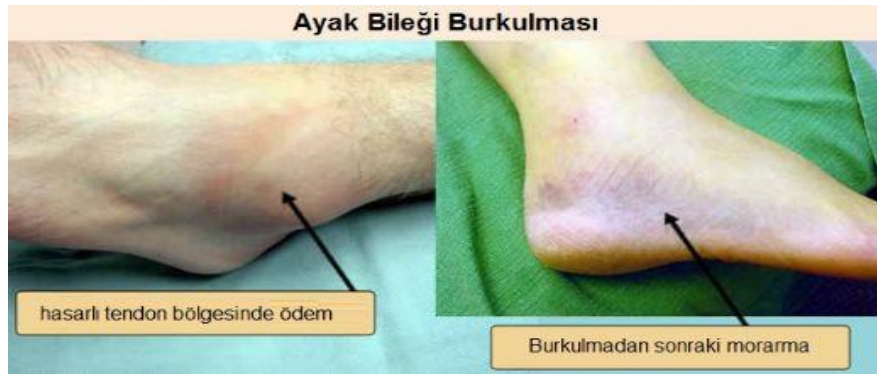 Ayak Bileği Burkulması
hasarlı tendon bölgesinde ödem
Burkulmadan sonraki morarma